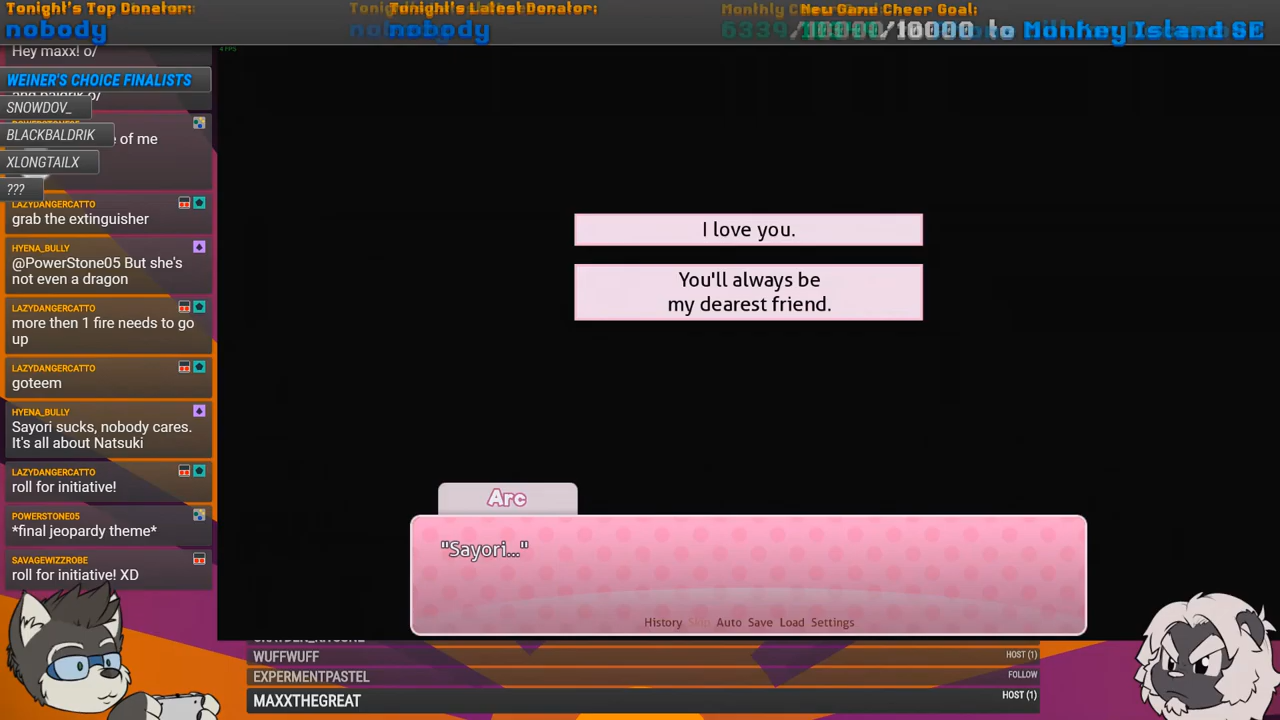 Tonight's Top Donator:
nobody
Tonight's Latest Donator:
nobody
New Game Cheer Goal:
/10000 to Monkey Island SE
Hey maxx! o/
WEINER'S CHOICE FINALISTS
SNOWDOV_
BLACKBALDRIK
of me
XLONGTAILX
???
LAZYDANGERCATTO
grab the extinguisher
HYENA_BULLY
@PowerStone05 But she's
not even a dragon
LAZYDANGERCATTO
more then 1 fire needs to go
up
LAZYDANGERCATTO
goteem
HYENA_BULLY
Sayori sucks, nobody cares.
It's all about Natsuki
LAZYDANGERCATTO
roll for initiative!
POWERSTONE05
*final jeopardy theme*
SAVAGEWIZZROBE
roll for initiative! XD
I love you.
You'll always be
my dearest friend.
Arc
"Sayori..."
History Skip Auto Save Load Settings
WUFFWUFF HOST (1)
EXPERMENTPASTEL FOLLOW
MAXXTHEGREAT HOST (1)